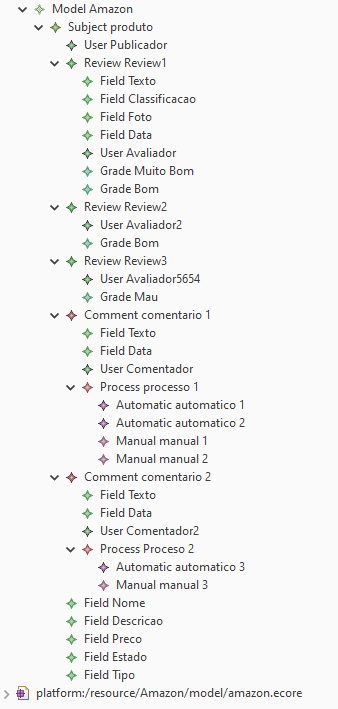 Model Amazon
Subject produto
User Publicador
Review Review1
Field Texto
Field Classificacao
Field Foto
Field Data
User Avaliador
Grade Muito Bom
Grade Bom
Review Review2
User Avaliador2
Grade Bom
Review Review3
User Avaliador5654
Grade Mau
Comment comentario 1
Field Texto
Field Data
User Comentador
Process processo 1
Automatic automatico 1
Automatic automatico 2
Manual manual 1
Manual manual 2
Comment comentario 2
Field Texto
Field Data
User Comentador2
Process Proceso 2
Automatic automatico 3
Manual manual 3
Field Nome
Field Descricao
Field Preco
Field Estado
Field Tipo
platform:/resource/Amazon/model/amazon.ecore